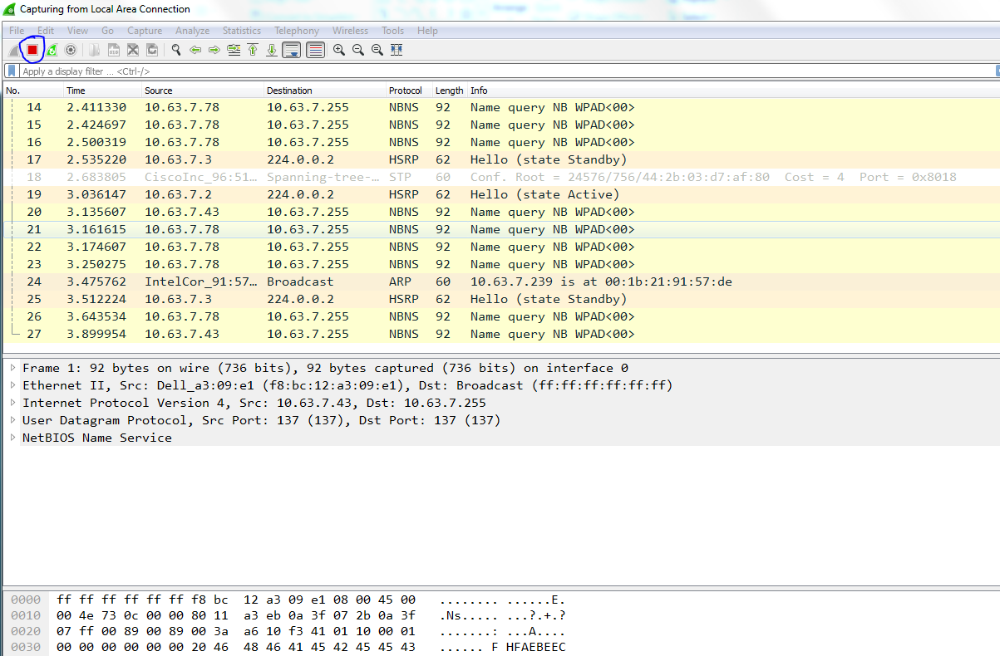 Capturing from Local Area Connection
File Edit View Go Capture Analyze Statistics Telephony Wireless Tools Help
Apply a display filter ... <Ctrl-/>
No. Time Source Destination Protocol Length Info
14 2.411330 10.63.7.78 10.63.7.255 NBNS 92 Name query NB WPAD<00>
15 2.424697 10.63.7.78 10.63.7.255 NBNS 92 Name query NB WPAD<00>
16 2.500319 10.63.7.78 10.63.7.255 NBNS 92 Name query NB WPAD<00>
17 2.535220 10.63.7.3 224.0.0.2 HSRP 62 Hello (state Standby)
18 2.683805 CiscoInc_96:51… Spanning-tree-… STP 60 Conf. Root = 24576/756/44:2b:03:d7:af:80 Cost = 4 Port = 0x8018
19 3.036147 10.63.7.2 224.0.0.2 HSRP 62 Hello (state Active)
20 3.135607 10.63.7.43 10.63.7.255 NBNS 92 Name query NB WPAD<00>
21 3.161615 10.63.7.78 10.63.7.255 NBNS 92 Name query NB WPAD<00>
22 3.174607 10.63.7.78 10.63.7.255 NBNS 92 Name query NB WPAD<00>
23 3.250275 10.63.7.78 10.63.7.255 NBNS 92 Name query NB WPAD<00>
24 3.475762 IntelCor_91:57… Broadcast ARP 60 10.63.7.239 is at 00:1b:21:91:57:de
25 3.512224 10.63.7.3 224.0.0.2 HSRP 62 Hello (state Standby)
26 3.643534 10.63.7.78 10.63.7.255 NBNS 92 Name query NB WPAD<00>
27 3.899954 10.63.7.43 10.63.7.255 NBNS 92 Name query NB WPAD<00>
Frame 1: 92 bytes on wire (736 bits), 92 bytes captured (736 bits) on interface 0
Ethernet II, Src: Dell_a3:09:e1 (f8:bc:12:a3:09:e1), Dst: Broadcast (ff:ff:ff:ff:ff:ff)
Internet Protocol Version 4, Src: 10.63.7.43, Dst: 10.63.7.255
User Datagram Protocol, Src Port: 137 (137), Dst Port: 137 (137)
NetBIOS Name Service
0000 ff ff ff ff ff ff f8 bc 12 a3 09 e1 08 00 45 00 ........ ......E.
0010 00 4e 73 0c 00 00 80 11 a3 eb 0a 3f 07 2b 0a 3f .Ns..... ...?.+.?
0020 07 ff 00 89 00 89 00 3a a6 10 f3 41 01 10 00 01 .......: ...A....
0030 00 00 00 00 00 00 20 46 48 46 41 45 42 45 45 43 ...... F HFAEBEEC